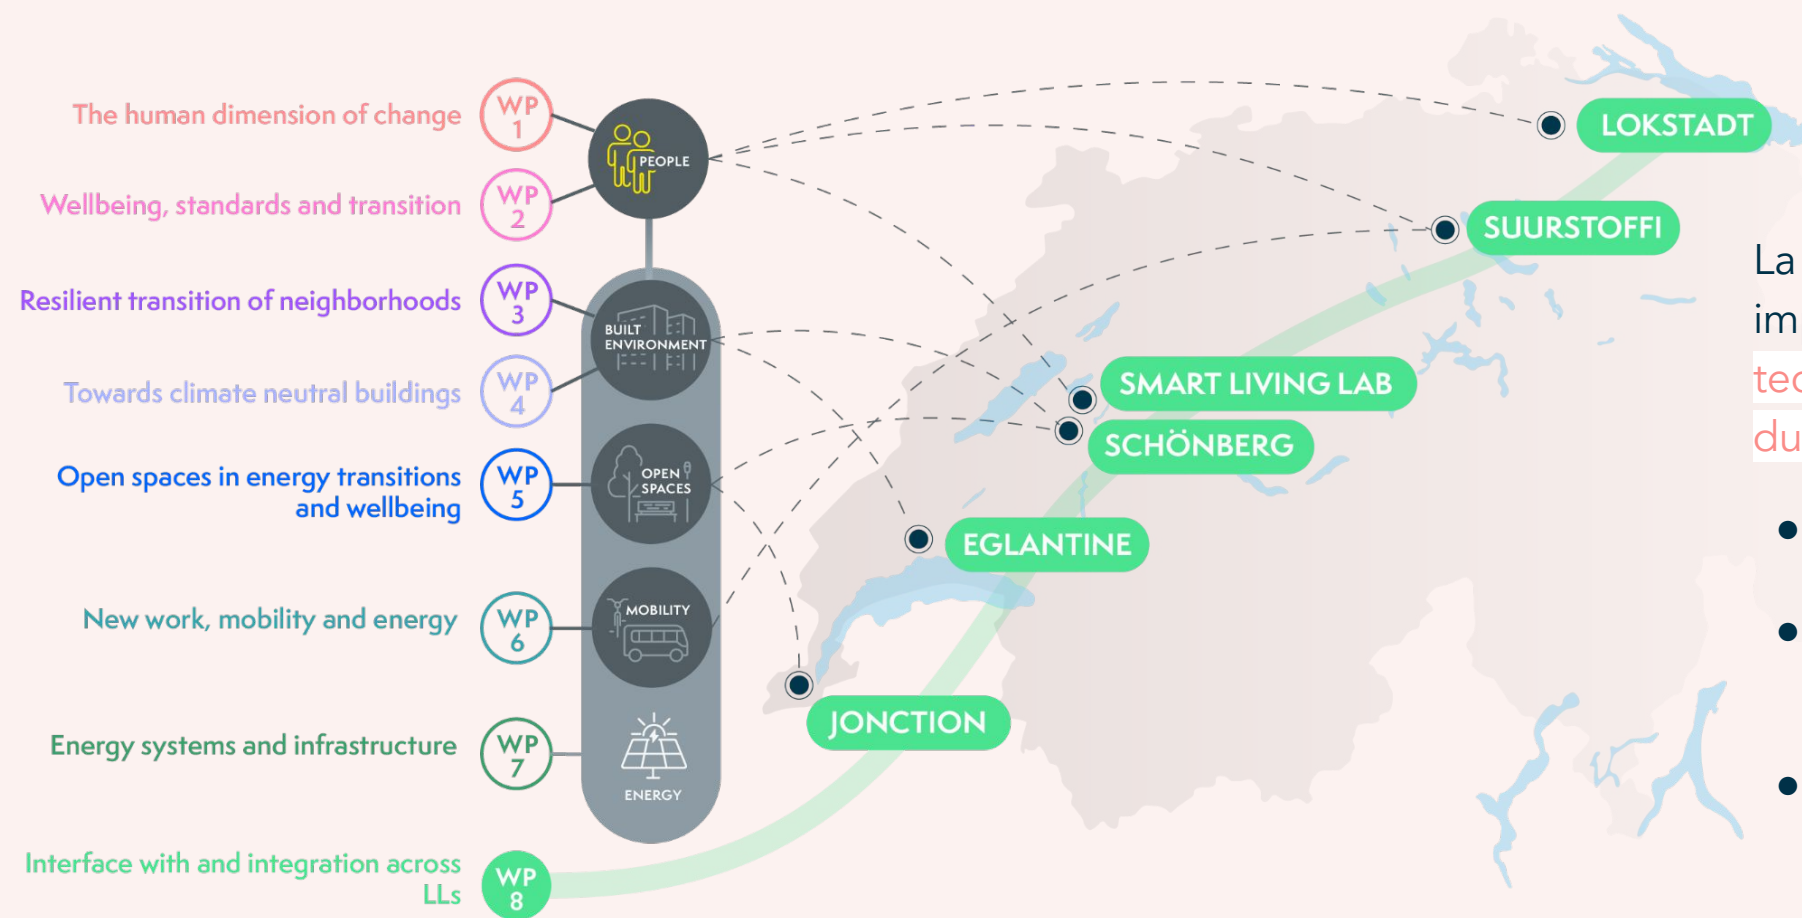 The human dimension of change
WP
1
Wellbeing, standards and transition
WP
2
Resilient transition of neighborhoods
WP
3
Towards climate neutral buildings
WP
4
Open spaces in energy transitions
and wellbeing
WP
5
New work, mobility and energy
WP
6
Energy systems and infrastructure
WP
7
Interface with and integration across
LLs
WP
8
PEOPLE
BUILT
ENVIRONMENT
OPEN
SPACES
MOBILITY
ENERGY
LOKSTADT
SUURSTOFFI
SMART LIVING LAB
SCHÖNBERG
EGLANTINE
JONCTION
La
im
du